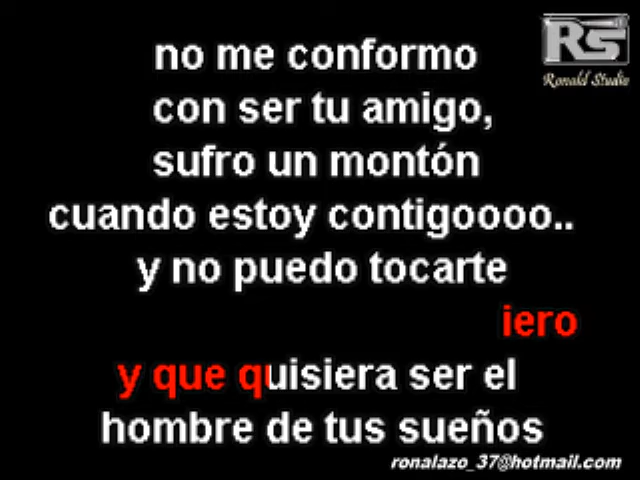 RS
Ronald Studio
no me conformo
con ser tu amigo,
sufro un montón
cuando estoy contigoooo..
y no puedo tocarte
iero
y que quisiera ser el
hombre de tus sueños
ronalazo_37@hotmail.com